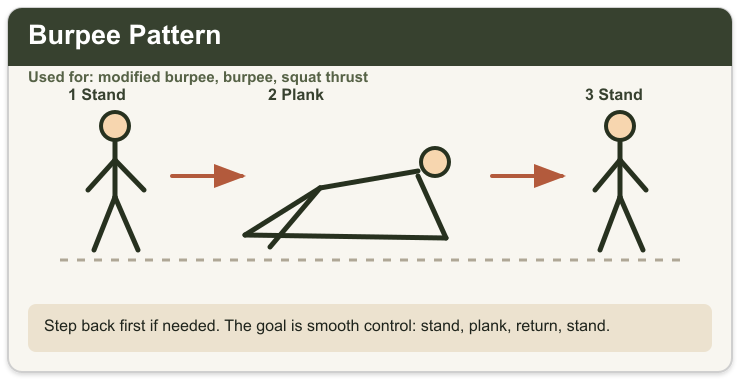 Burpee Pattern
Used for: modified burpee, burpee, squat thrust
1 Stand
2 Plank
3 Stand
Step back first if needed. The goal is smooth control: stand, plank, return, stand.